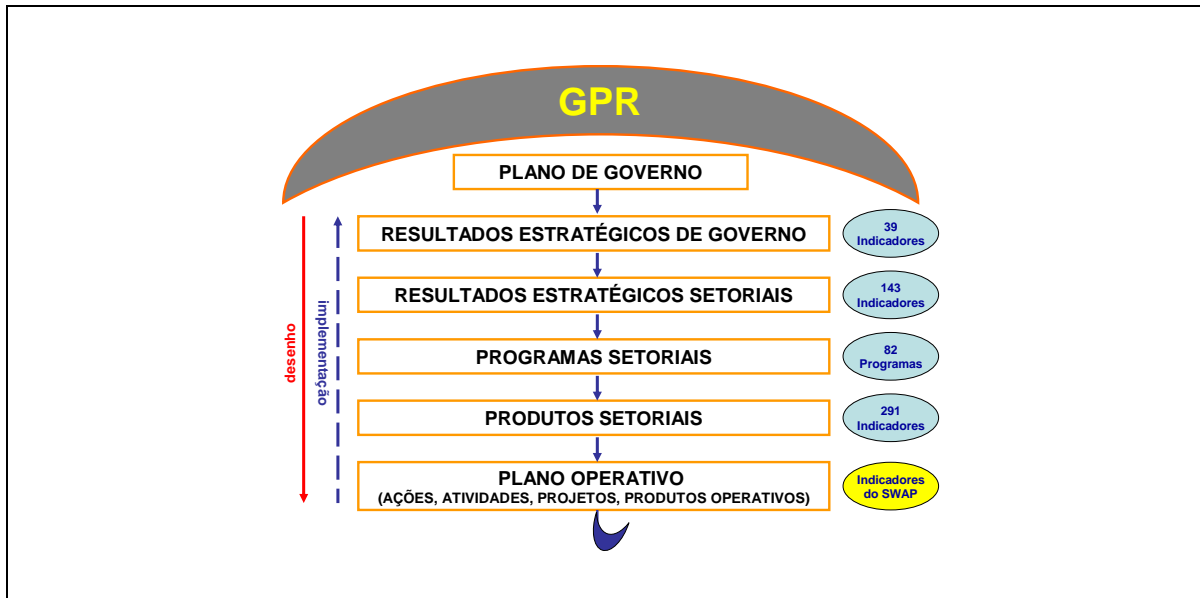 GPR
PLANO DE GOVERNO
RESULTADOS ESTRATÉGICOS DE GOVERNO
39
Indicadores
RESULTADOS ESTRATÉGICOS SETORIAIS
143
Indicadores
desenho
implementação
PROGRAMAS SETORIAIS
82
Programas
PRODUTOS SETORIAIS
291
Indicadores
PLANO OPERATIVO
(AÇÕES, ATIVIDADES, PROJETOS, PRODUTOS OPERATIVOS)
Indicadores
do SWAP